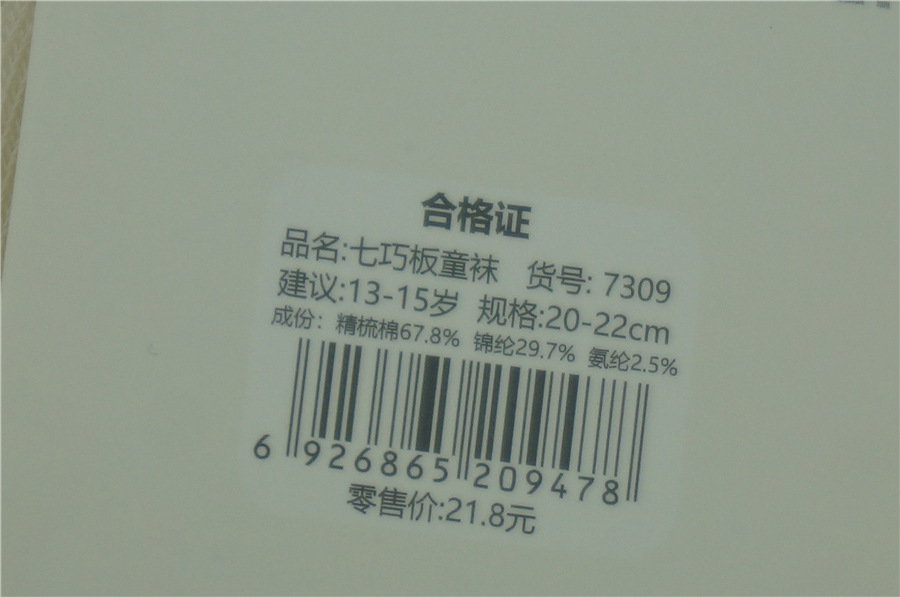 合格证
品名:七巧板童袜 货号: 7309
建议:13-15岁 规格:20-22cm
成份: 精梳棉67.8% 锦纶29.7% 氨纶2.5%
6 926865 209478
零售价:21.8元